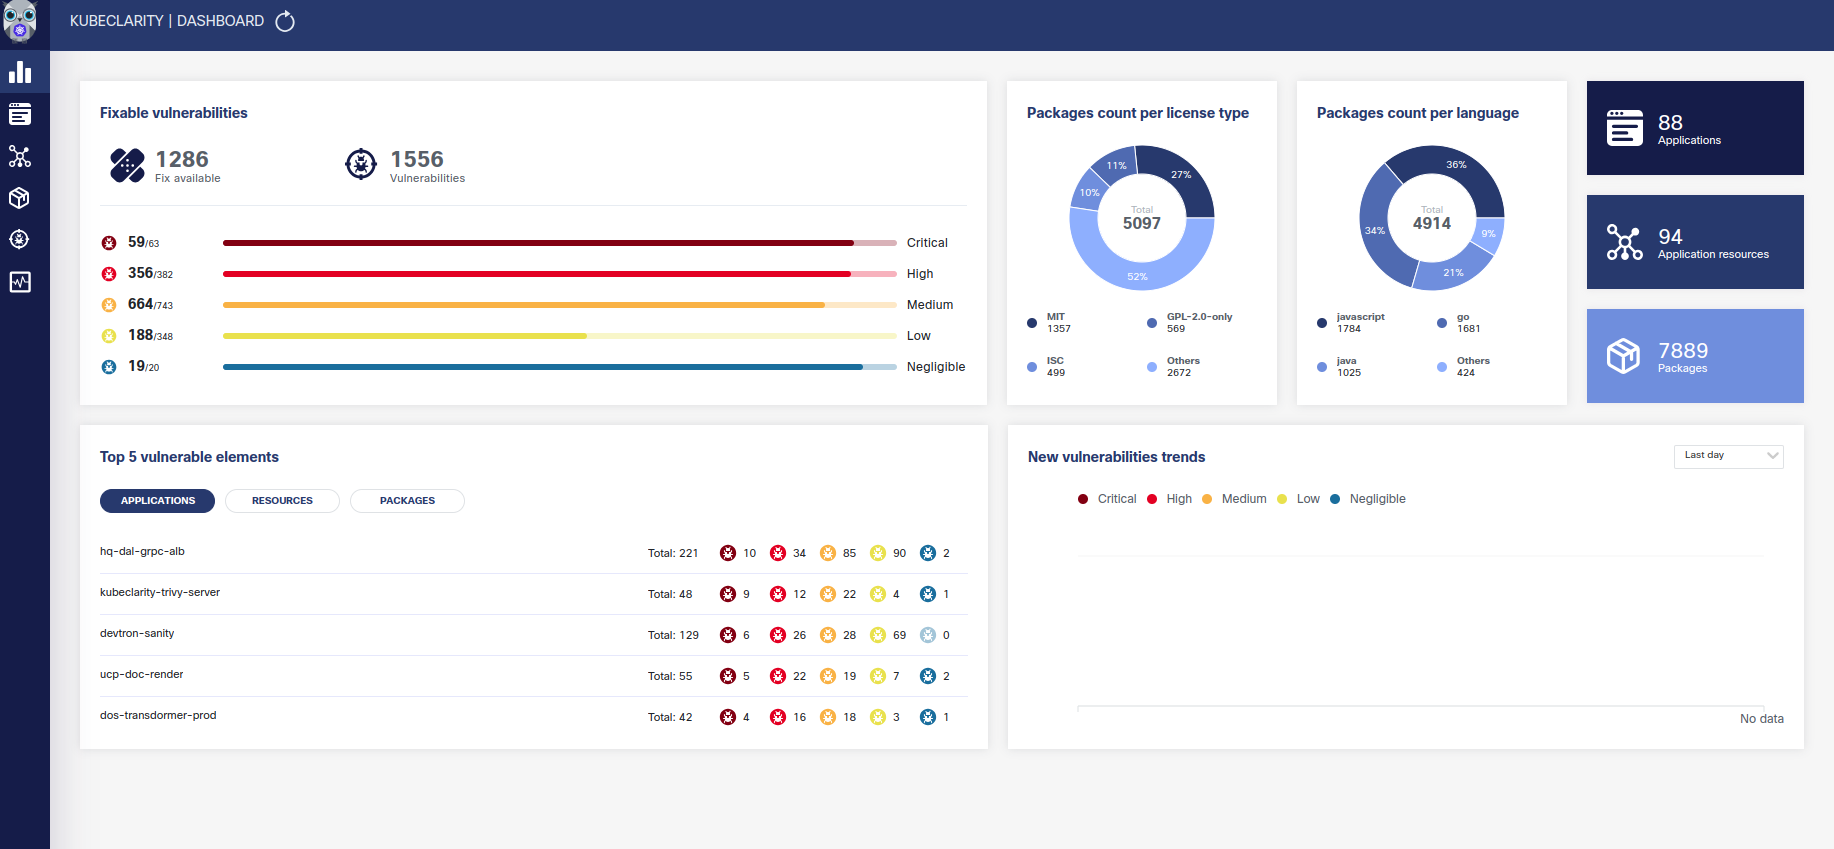 KUBECLARITY | DASHBOARD
Fixable vulnerabilities
1286
Fix available
1556
Vulnerabilities
59/63 Critical
356/382 High
664/743 Medium
188/348 Low
19/20 Negligible
Packages count per license type
11%
27%
10%
52%
Total
5097
MIT
1357
GPL-2.0-only
569
ISC
499
Others
2672
Packages count per language
36%
34%
9%
21%
Total
4914
javascript
1784
go
1681
java
1025
Others
424
88
Applications
94
Application resources
7889
Packages
Top 5 vulnerable elements
APPLICATIONS RESOURCES PACKAGES
hq-dal-grpc-alb Total: 221 10 34 85 90 2
kubeclarity-trivy-server Total: 48 9 12 22 4 1
devtron-sanity Total: 129 6 26 28 69 0
ucp-doc-render Total: 55 5 22 19 7 2
dos-transdormer-prod Total: 42 4 16 18 3 1
New vulnerabilities trends
Last day
Critical High Medium Low Negligible
No data